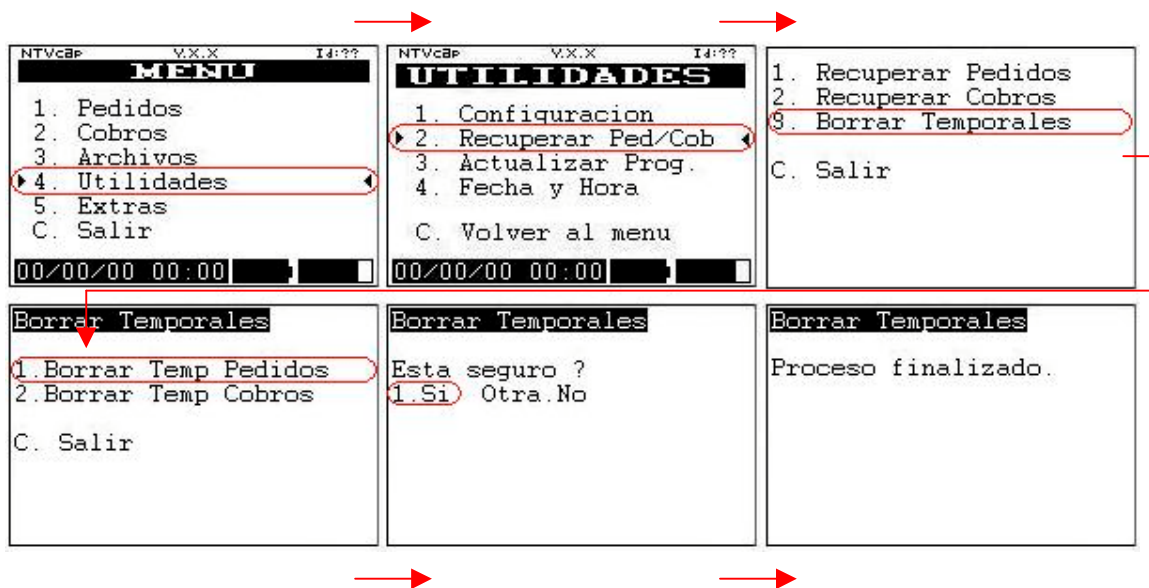 NTVcap V.X.X Id:??
MENU
1. Pedidos
2. Cobros
3. Archivos
4. Utilidades
5. Extras
C. Salir
00/00/00 00:00
NTVcap V.X.X Id:??
UTILIDADES
1. Configuracion
2. Recuperar Ped/Cob
3. Actualizar Prog.
4. Fecha y Hora
C. Volver al menu
00/00/00 00:00
1. Recuperar Pedidos
2. Recuperar Cobros
3. Borrar Temporales
C. Salir
Borrar Temporales
1.Borrar Temp Pedidos
2.Borrar Temp Cobros
C. Salir
Borrar Temporales
Esta seguro ?
1.Si Otra.No
Borrar Temporales
Proceso finalizado.